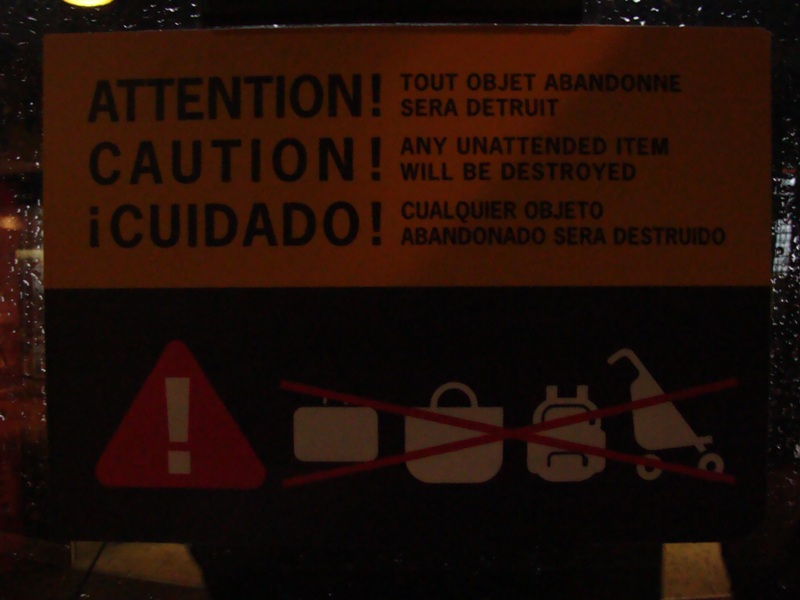 ATTENTION! TOUT OBJET ABANDONNE
SERA DETRUIT
CAUTION! ANY UNATTENDED ITEM
WILL BE DESTROYED
¡CUIDADO! CUALQUIER OBJETO
ABANDONADO SERA DESTRUIDO